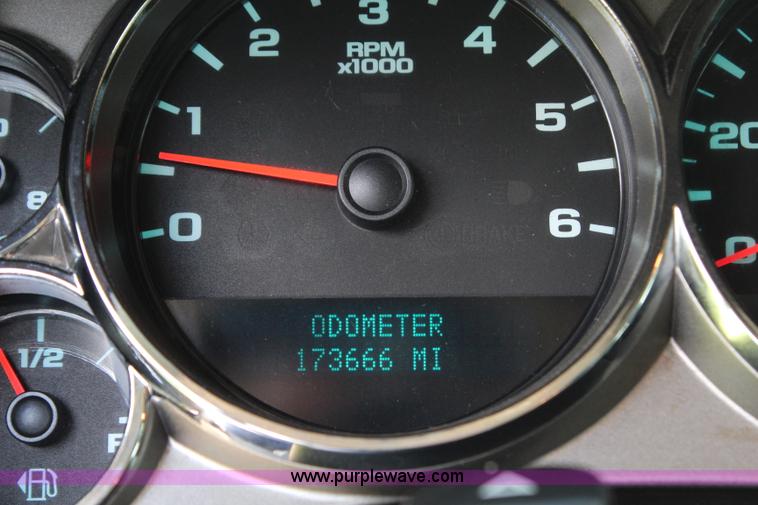 3
2 4
RPM
x1000
1 5
20
8
0 6
0
ODOMETER
173666 MI
1/2
F
www.purplewave.com